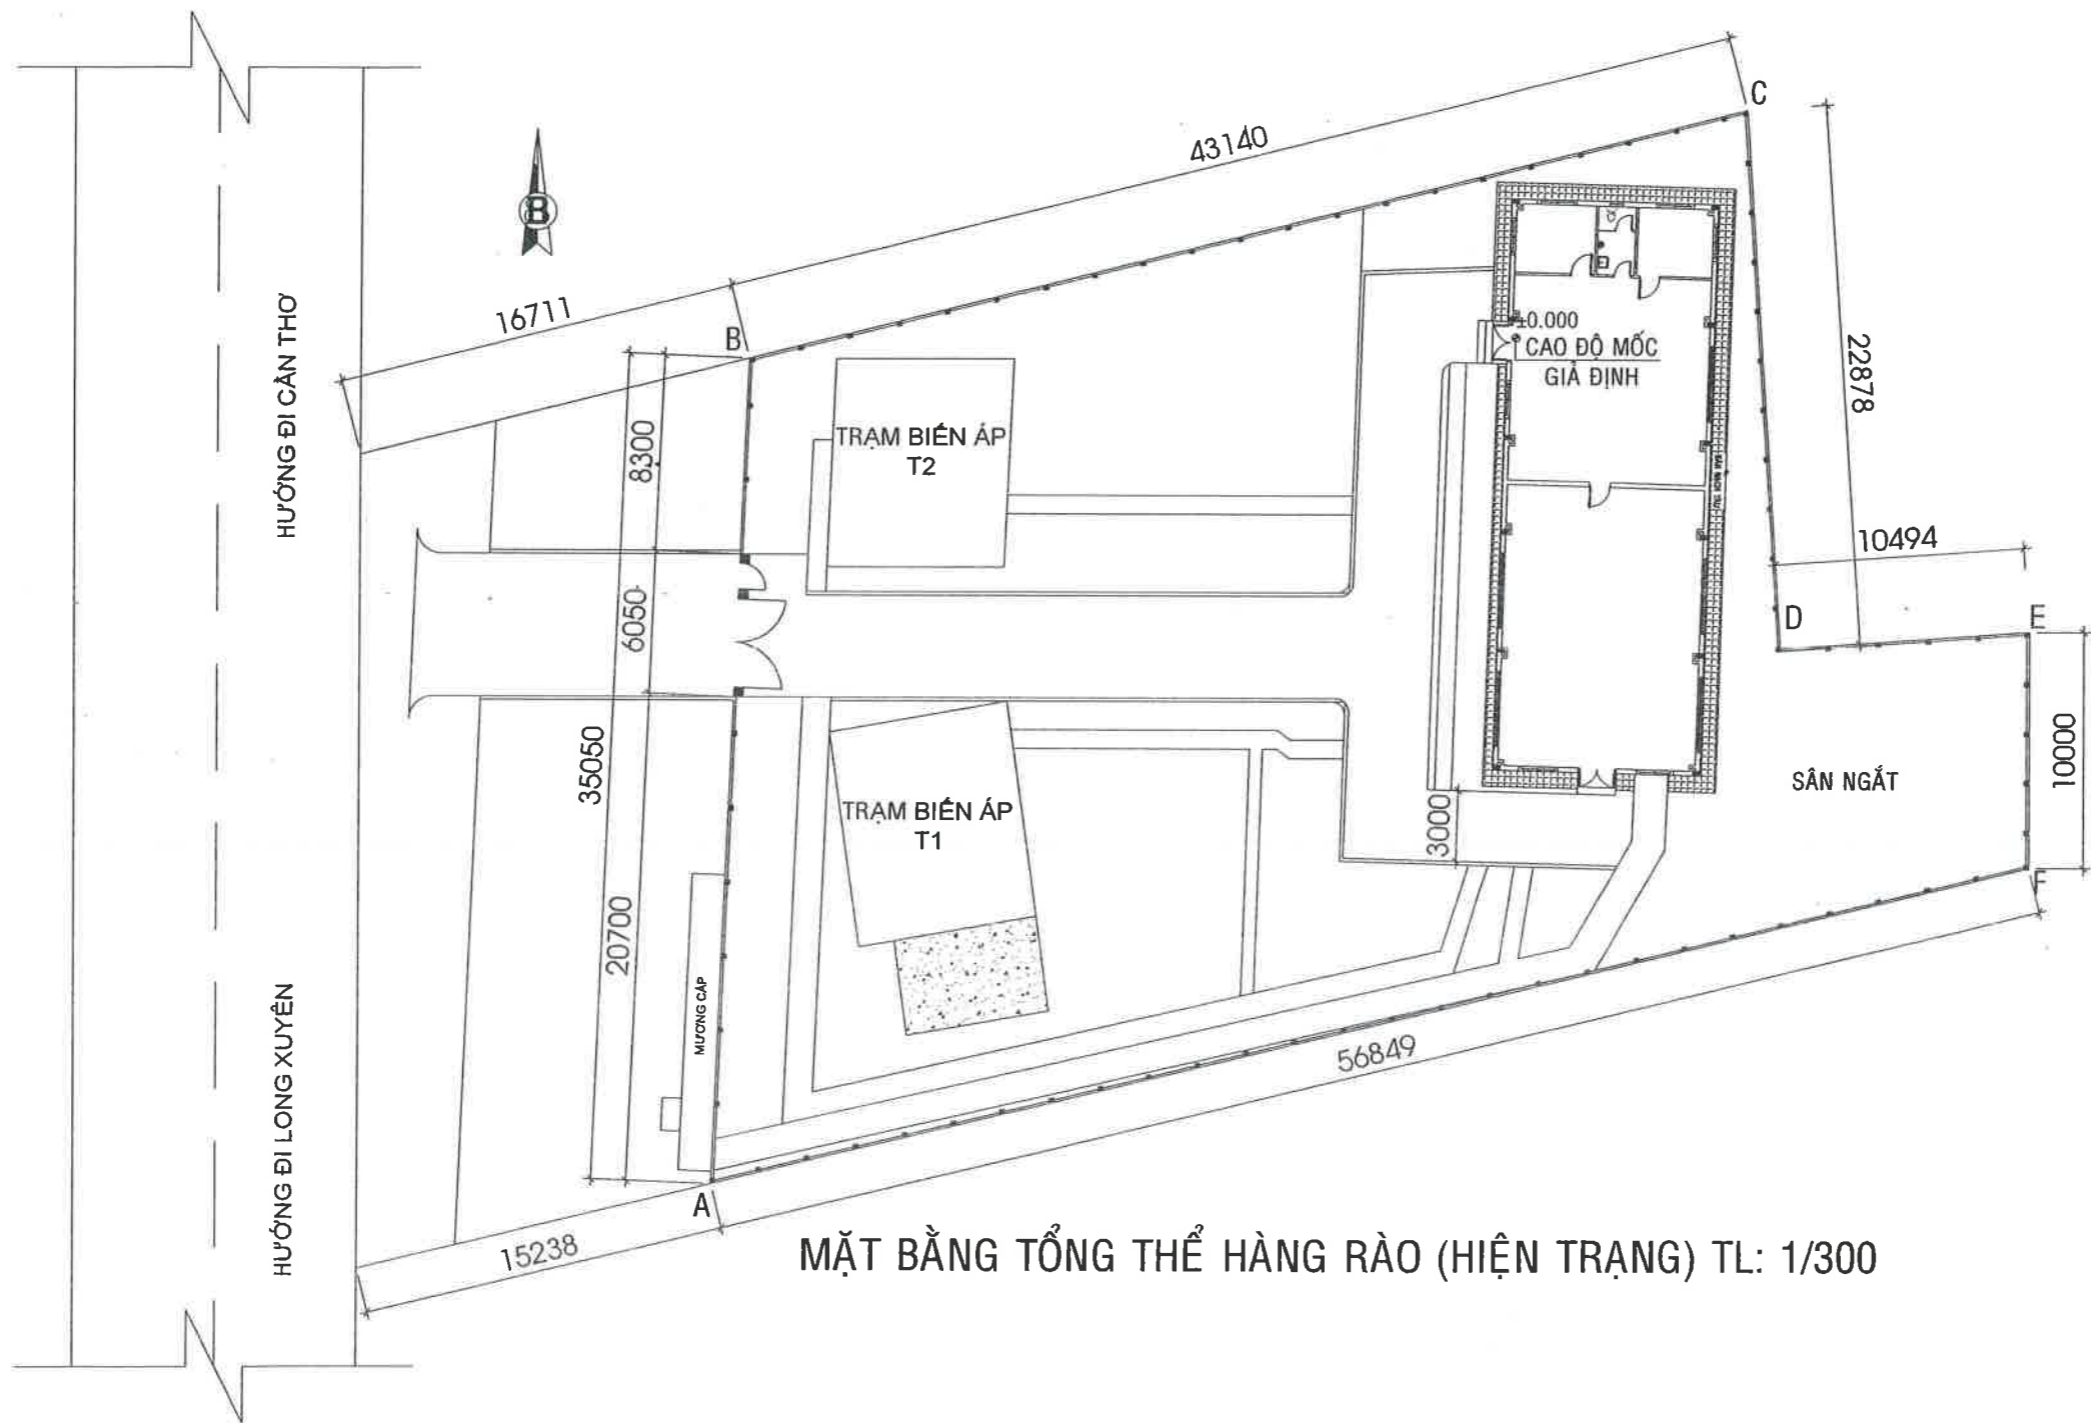 C
43140
B
16711
B
HƯỚNG ĐI CẦN THƠ
±0.000
CAO ĐỘ MỐC
GIẢ ĐỊNH
22878
8300
TRẠM BIẾN ÁP
T2
10494
6050
D
E
35050
10000
SÂN NGẮT
TRẠM BIẾN ÁP
T1
3000
F
20700
MƯƠNG CÁP
HƯỚNG ĐI LONG XUYÊN
56849
A
15238
MẶT BẰNG TỔNG THỂ HÀNG RÀO (HIỆN TRẠNG) TL: 1/300